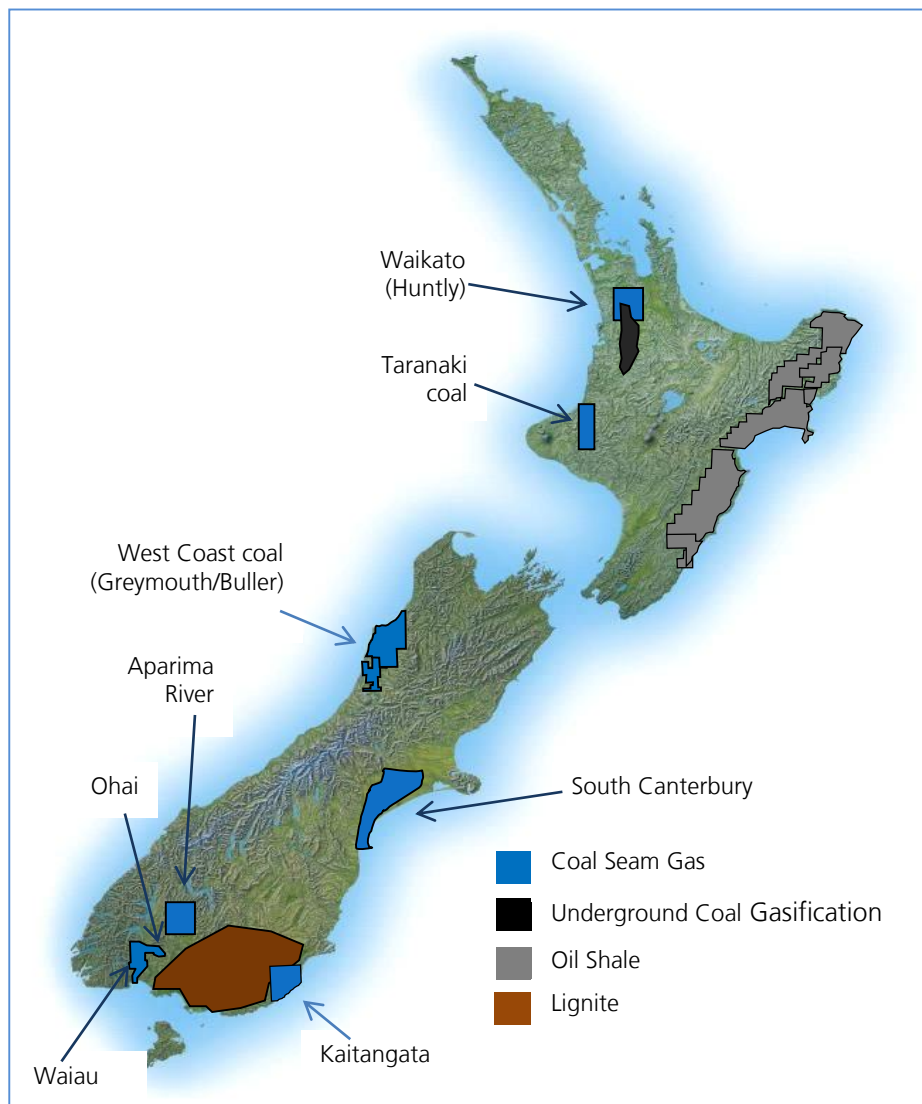 Waikato
(Huntly)
Taranaki
coal
West Coast coal
(Greymouth/Buller)
Aparima
River
Ohai
South Canterbury
Coal Seam Gas
Underground Coal Gasification
Oil Shale
Lignite
Kaitangata
Waiau